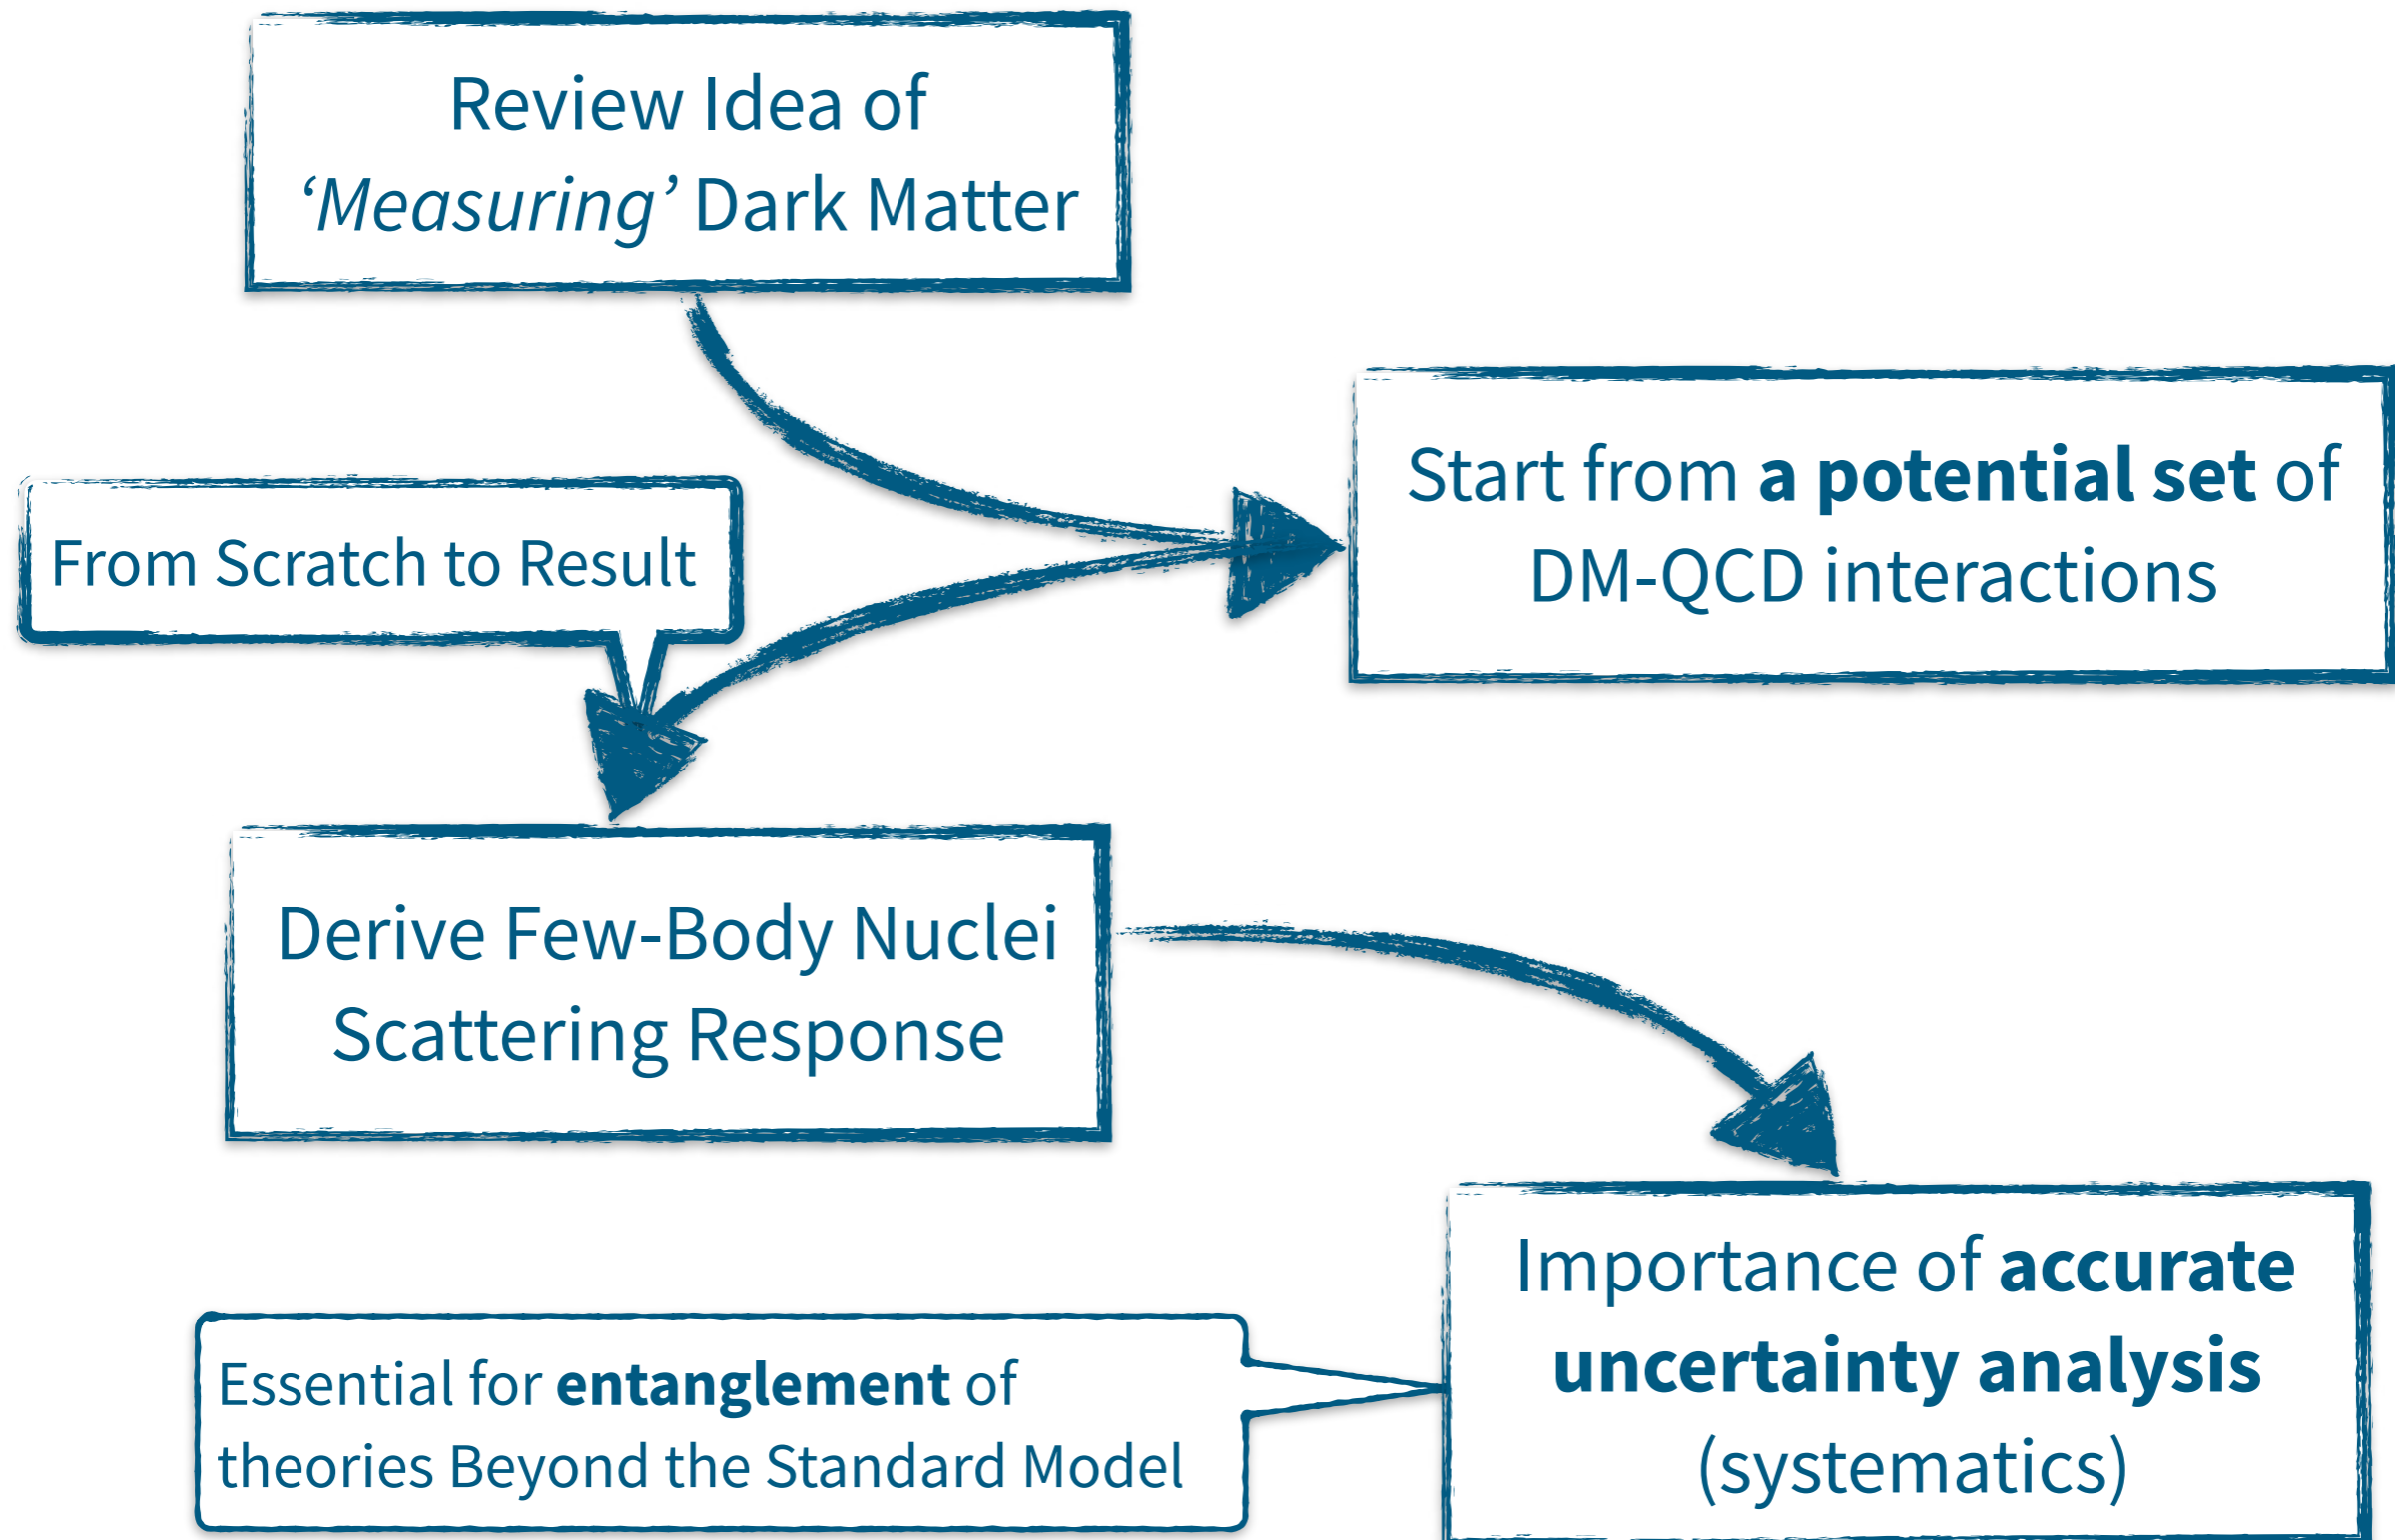 Review Idea of
‘Measuring’ Dark Matter
Start from a potential set of
DM-QCD interactions
From Scratch to Result
Derive Few-Body Nuclei
Scattering Response
Importance of accurate
uncertainty analysis
(systematics)
Essential for entanglement of
theories Beyond the Standard Model